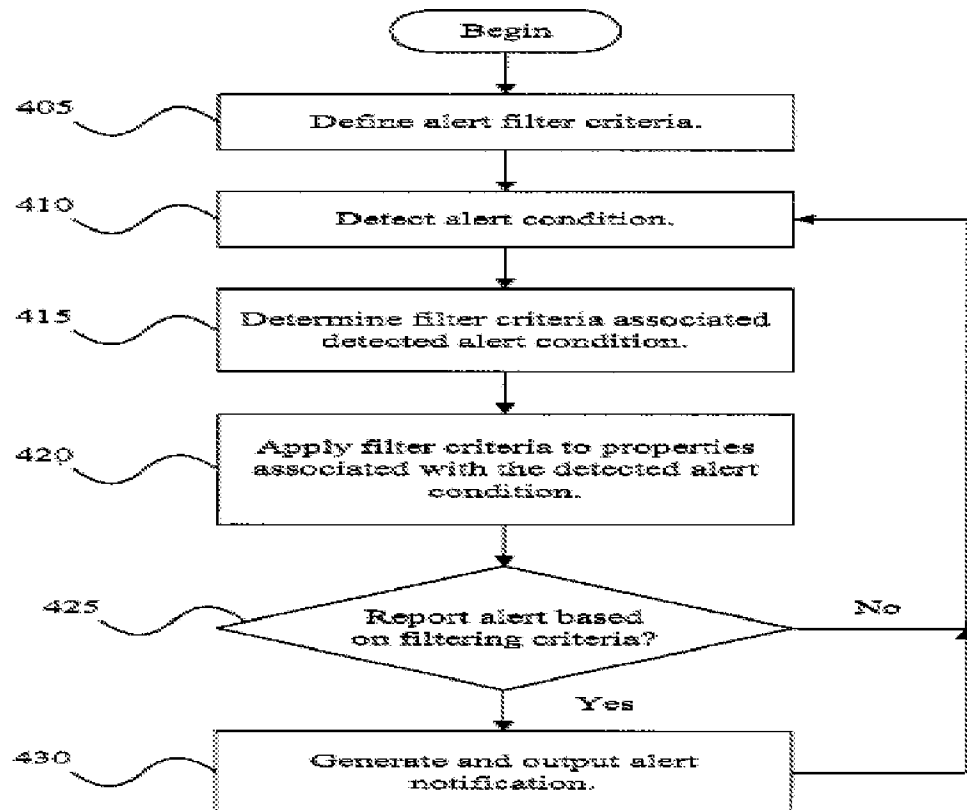 Begin
405
Define alert filter criteria.
410
Detect alert condition.
415
Determine filter criteria associated
detected alert condition.
420
Apply filter criteria to properties
associated with the detected alert
condition.
425
Report alert based
on filtering criteria?
No
Yes
430
Generate and output alert
notification.